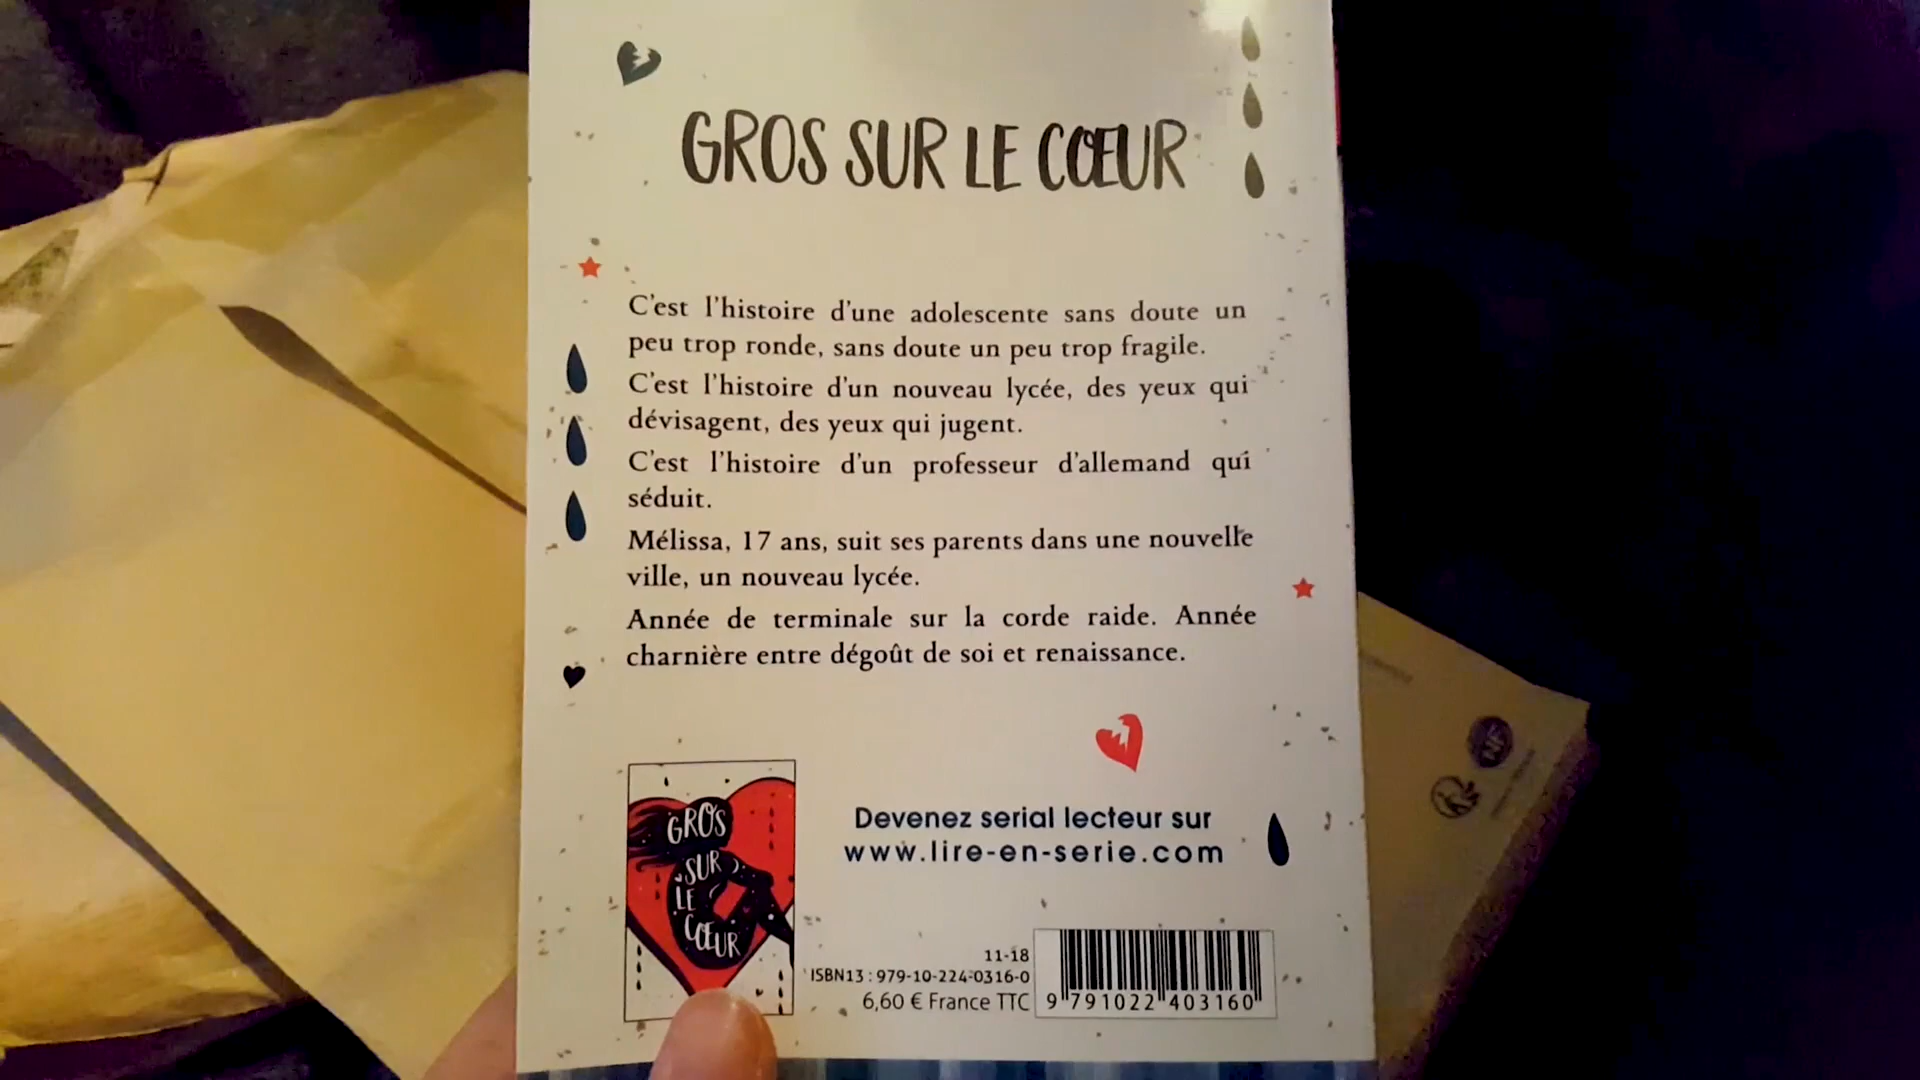 GROS SUR LE CŒUR
C'est l'histoire d'une adolescente sans doute un
peu trop ronde, sans doute un peu trop fragile.
C'est l'histoire d'un nouveau lycée, des yeux qui
dévisagent, des yeux qui jugent.
C'est l'histoire d'un professeur d'allemand qui
séduit.
Mélissa, 17 ans, suit ses parents dans une nouvelle
ville, un nouveau lycée.
Année de terminale sur la corde raide. Année
charnière entre dégoût de soi et renaissance.
GROS
SUR
LE
CŒUR
Devenez serial lecteur sur
www.lire-en-serie.com
11-18
ISBN13 : 979-10-224-0316-0
6,60 € France TTC
9 791022 403160
NF